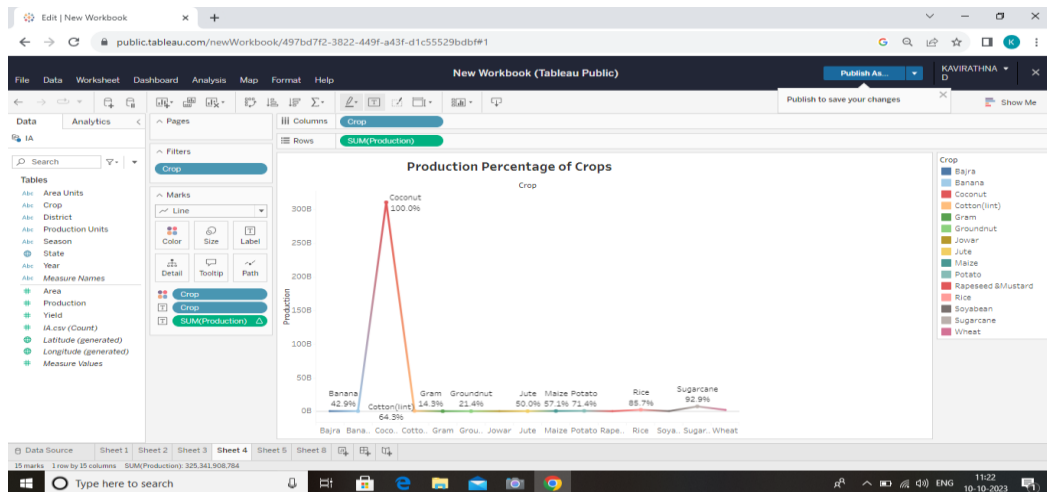 Edit | New Workbook
public.tableau.com/newWorkbook/497bd7f2-3822-449f-a43f-d1c55529bdbf#1
K
File Data Worksheet Dashboard Analysis Map Format Help
New Workbook (Tableau Public)
Publish As...
KAVIRATHNA
D
Publish to save your changes
Show Me
Data Analytics
IA
Search
Tables
Abc Area Units
Abc Crop
Abc District
Abc Production Units
Abc Season
State
Abc Year
Abc Measure Names
# Area
# Production
# Yield
# IA.csv (Count)
Latitude (generated)
Longitude (generated)
# Measure Values
Pages
Filters
Crop
Marks
Line
Color Size Label
Detail Tooltip Path
Crop
Crop
SUM(Production)
Columns Crop
Rows SUM(Production)
Production Percentage of Crops
Crop
Production
300B
250B
200B
150B
100B
50B
0B
Coconut
100.0%
Banana
42.9%
Cotton(lint)
64.3%
Gram
14.3%
Groundnut
21.4%
Jute
50.0%
Maize
57.1%
Potato
71.4%
Rice
85.7%
Sugarcane
92.9%
Bajra Bana.. Coco.. Cotto.. Gram Grou.. Jowar Jute Maize Potato Rape.. Rice Soya.. Sugar.. Wheat
Crop
Bajra
Banana
Coconut
Cotton(lint)
Gram
Groundnut
Jowar
Jute
Maize
Potato
Rapeseed &Mustard
Rice
Soyabean
Sugarcane
Wheat
Data Source Sheet 1 Sheet 2 Sheet 3 Sheet 4 Sheet 5 Sheet 8
15 marks 1 row by 15 columns SUM(Production): 325,341,908,784
Type here to search
ENG
11:22
10-10-2023